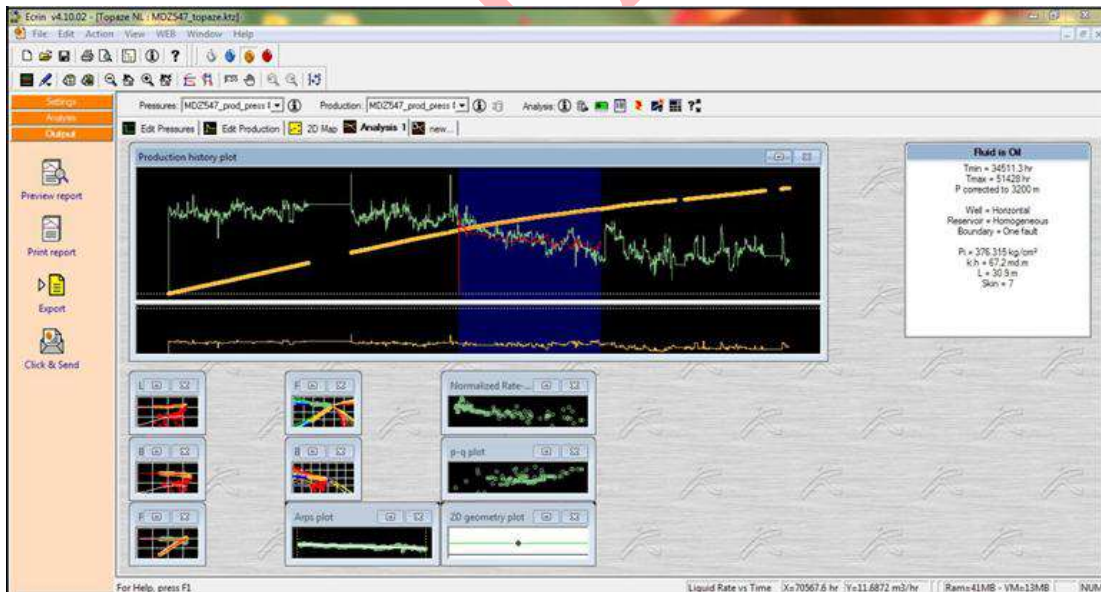 Ecrin v4.10.02 - [Topaze NL : MDZ547_topaze.ktz]
File Edit Action View WEB Window Help
Settings
Analysis
Output
Pressures: MDZ547_prod_press Production: MDZ547_prod_press Analysis:
Edit Pressures Edit Production 2D Map Analysis 1 new...
Preview report
Print report
Export
Click & Send
Production history plot
Fluid is Oil
Tmin = 34511.3 hr
Tmax = 51428 hr
P corrected to 3200 m
Well = Horizontal
Reservoir = Homogeneous
Boundary = One fault
Pi = 376.315 kg/cm²
k.h = 67.2 md.m
L = 30.9 m
Skin = 7
L F Normalized Rate-...
B B p-q plot
Arps plot 2D geometry plot
For Help, press F1 Liquid Rate vs Time X=70567.6 hr Y=11.6872 m3/hr Ram=41MB - VM=13MB NUM